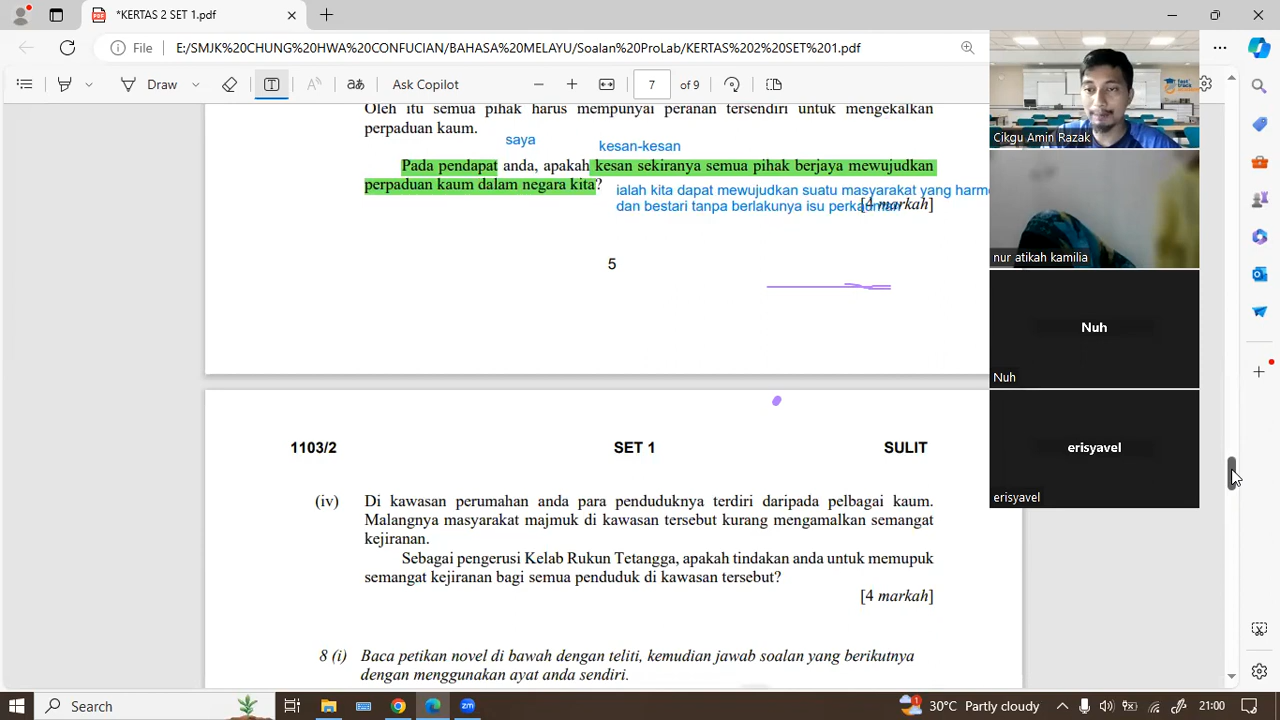 *KERTAS 2 SET 1.pdf
File
E:/SMJK%20CHUNG%20HWA%20CONFUCIAN/BAHASA%20MELAYU/Soalan%20ProLab/KERTAS%202%20SET%201.pdf
Draw
Ask Copilot
7 of 9
Oleh itu semua pihak harus mempunyai peranan tersendiri untuk mengekalkan
perpaduan kaum.
saya
kesan-kesan
Pada pendapat anda, apakah kesan sekiranya semua pihak berjaya mewujudkan
perpaduan kaum dalam negara kita?
ialah kita dapat mewujudkan suatu masyarakat yang harmo
dan bestari tanpa berlakunya isu perkauman
[4 markah]
5
1103/2 SET 1 SULIT
(iv) Di kawasan perumahan anda para penduduknya terdiri daripada pelbagai kaum.
Malangnya masyarakat majmuk di kawasan tersebut kurang mengamalkan semangat
kejiranan.
Sebagai pengerusi Kelab Rukun Tetangga, apakah tindakan anda untuk memupuk
semangat kejiranan bagi semua penduduk di kawasan tersebut?
[4 markah]
8 (i) Baca petikan novel di bawah dengan teliti, kemudian jawab soalan yang berikutnya
dengan menggunakan ayat anda sendiri.
Cikgu Amin Razak
nur atikah kamilia
Nuh
Nuh
erisyavel
erisyavel
Search
30°C Partly cloudy
21:00